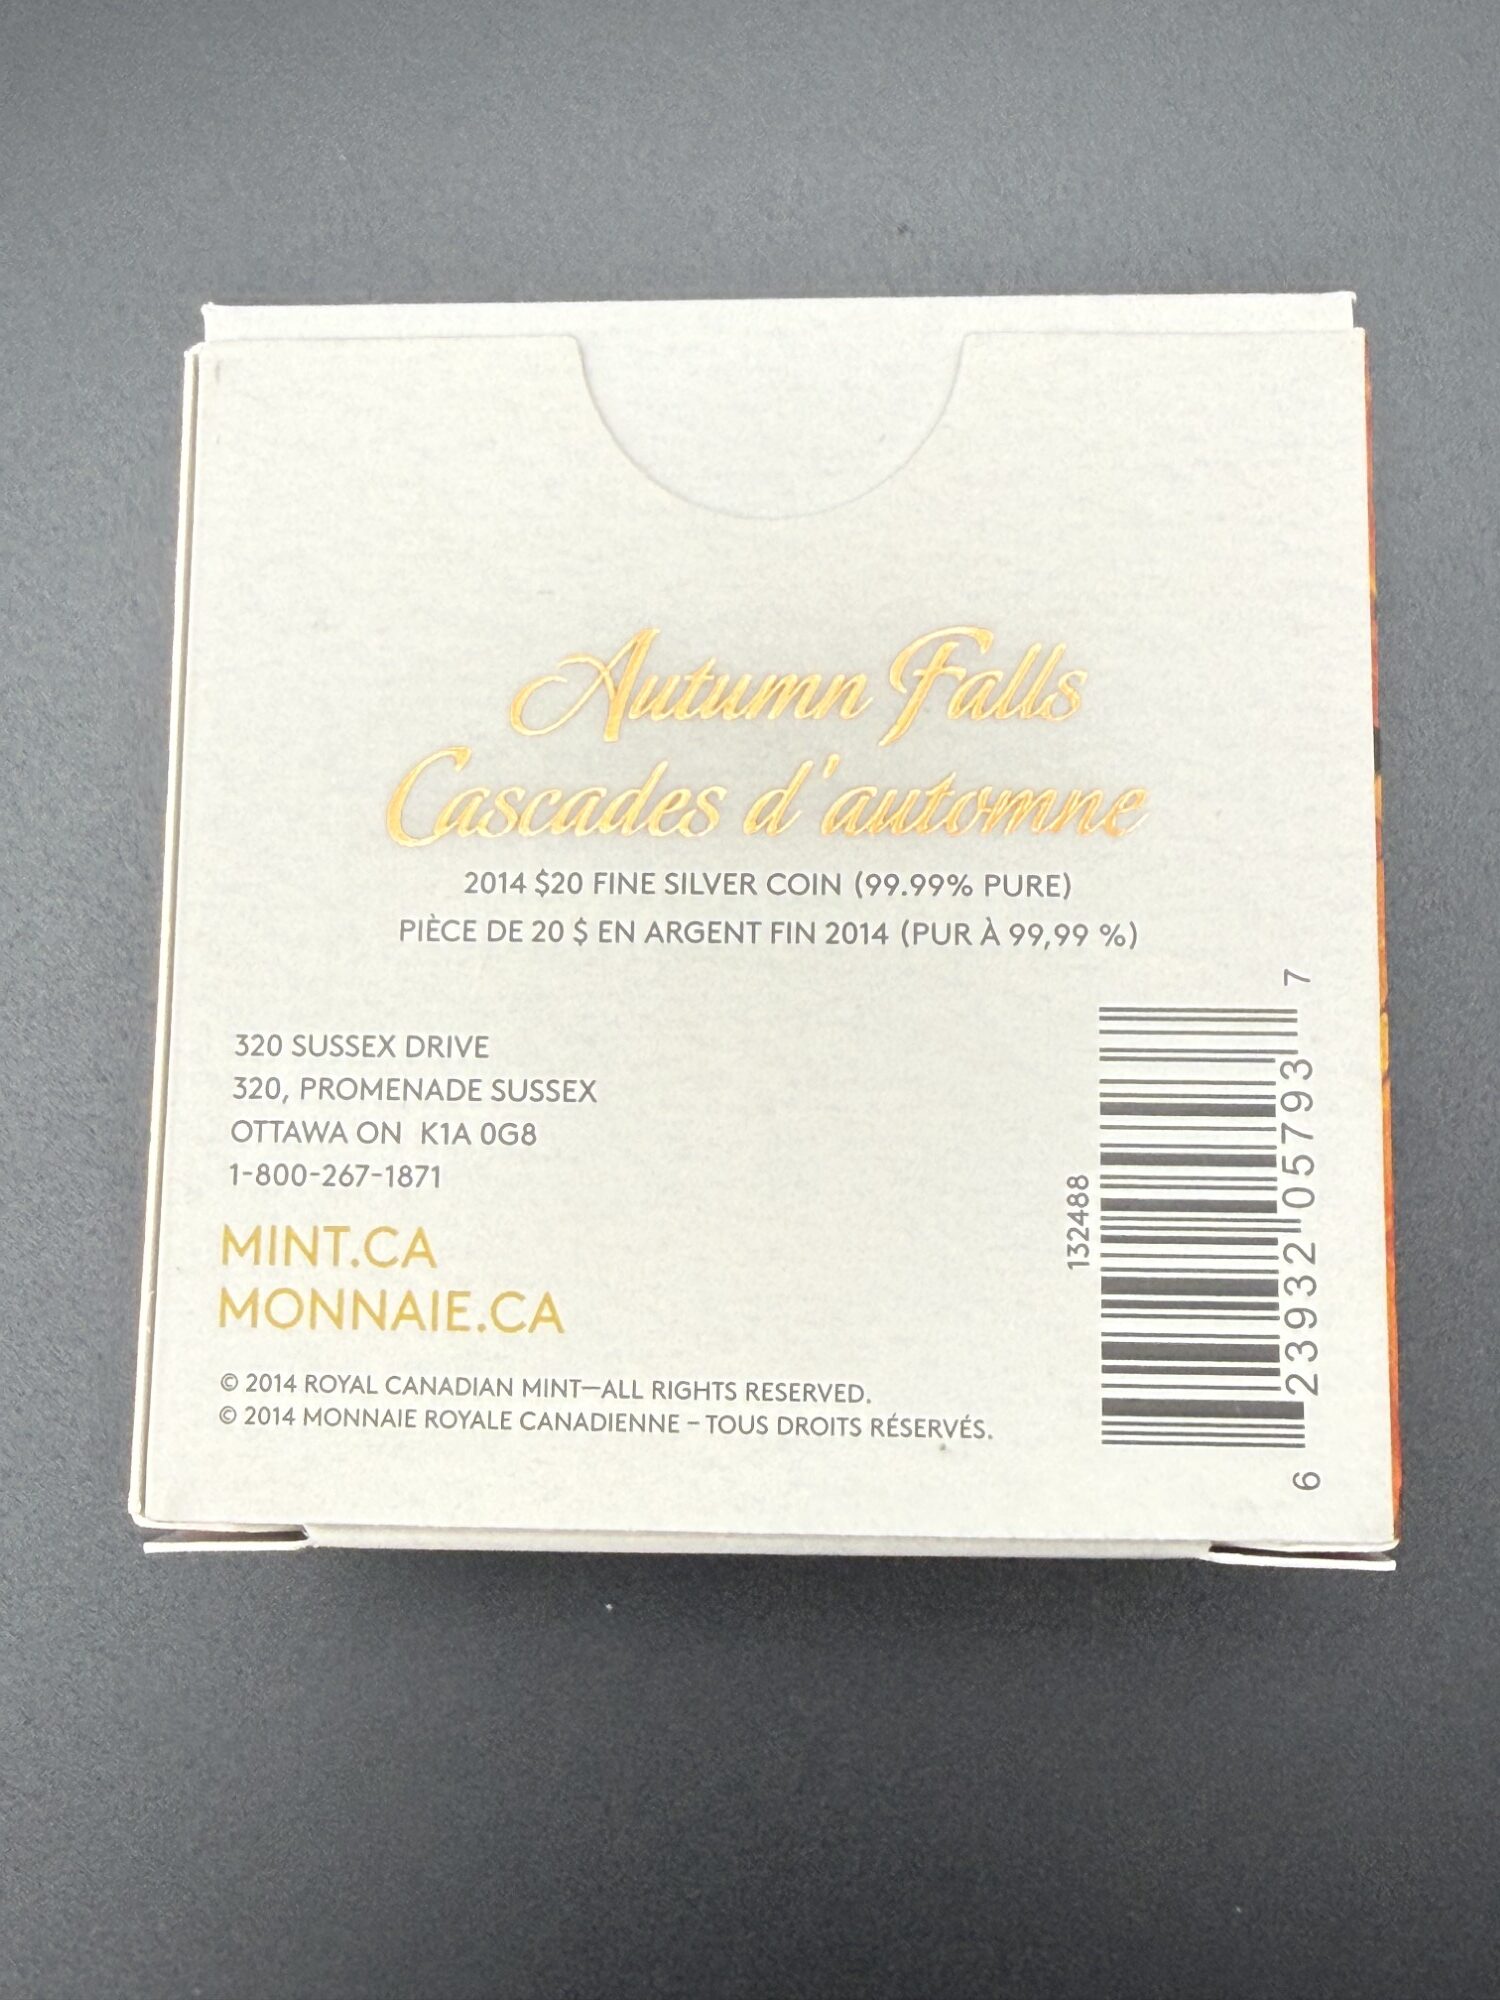 Autumn Falls
Cascades d'automne
2014 $20 FINE SILVER COIN (99.99% PURE)
PIÈCE DE 20 $ EN ARGENT FIN 2014 (PUR À 99,99 %)
320 SUSSEX DRIVE
320, PROMENADE SUSSEX
OTTAWA ON K1A 0G8
1-800-267-1871
MINT.CA
MONNAIE.CA
© 2014 ROYAL CANADIAN MINT—ALL RIGHTS RESERVED.
© 2014 MONNAIE ROYALE CANADIENNE – TOUS DROITS RÉSERVÉS.
132488
6 23932 05793 7